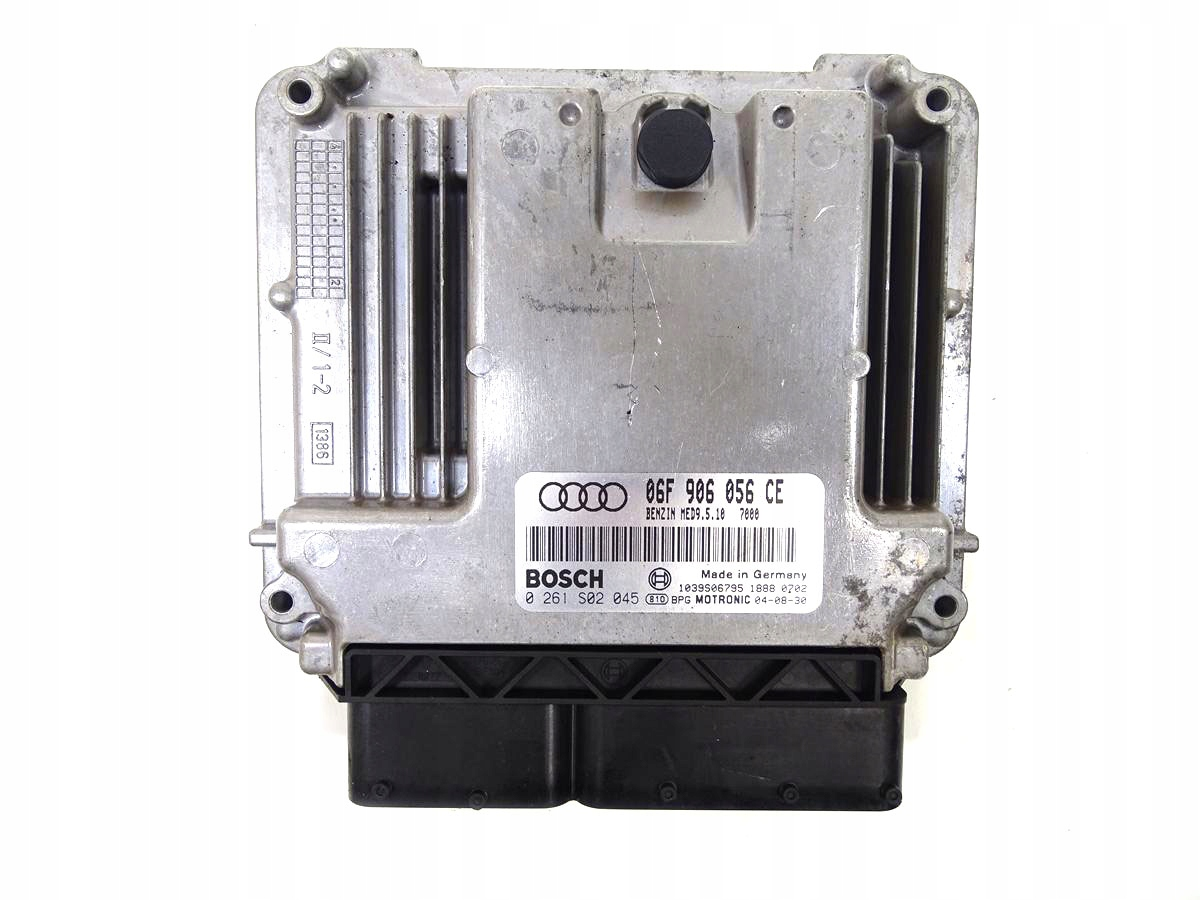 II/1-2
1386
06F 906 056 CE
BENZIN MED9.5.10 7000
BOSCH
Made in Germany
1039S06795 1888 0702
0 261 S02 045 810 BPG MOTRONIC 04-08-30